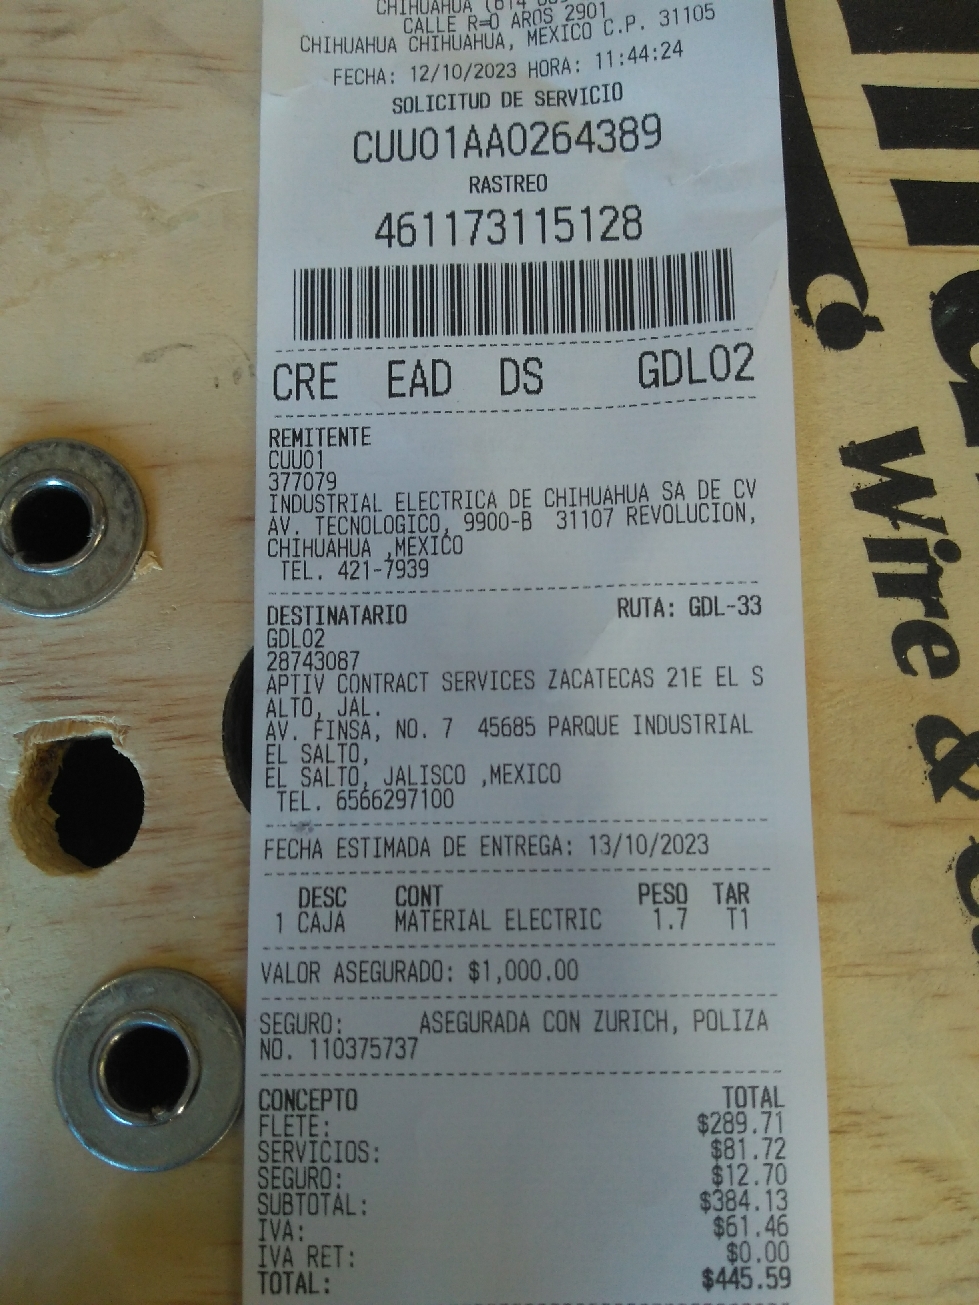 CHIHUAHUA (614
CALLE R=O AROS 2901
CHIHUAHUA CHIHUAHUA, MEXICO C.P. 31105
FECHA: 12/10/2023 HORA: 11:44:24
SOLICITUD DE SERVICIO
CUU01AA0264389
RASTREO
461173115128
CRE EAD DS GDL02
REMITENTE
CUU01
377079
INDUSTRIAL ELECTRICA DE CHIHUAHUA SA DE CV
AV. TECNOLOGICO, 9900-B 31107 REVOLUCION,
CHIHUAHUA ,MEXICO
TEL. 421-7939
DESTINATARIO RUTA: GDL-33
GDL02
28743087
APTIV CONTRACT SERVICES ZACATECAS 21E EL S
ALTO, JAL.
AV. FINSA, NO. 7 45685 PARQUE INDUSTRIAL
EL SALTO,
EL SALTO, JALISCO ,MEXICO
TEL. 6566297100
FECHA ESTIMADA DE ENTREGA: 13/10/2023
DESC CONT PESO TAR
1 CAJA MATERIAL ELECTRIC 1.7 T1
VALOR ASEGURADO: $1,000.00
SEGURO: ASEGURADA CON ZURICH, POLIZA
NO. 110375737
CONCEPTO TOTAL
FLETE: $289.71
SERVICIOS: $81.72
SEGURO: $12.70
SUBTOTAL: $384.13
IVA: $61.46
IVA RET: $0.00
TOTAL: $445.59
Wire &